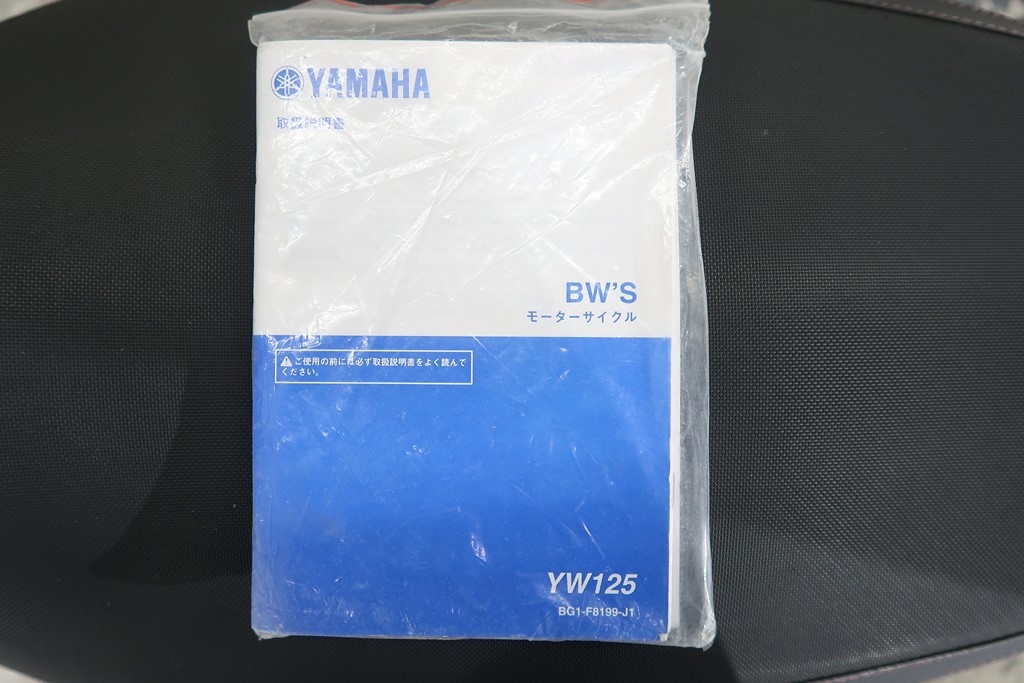 YAMAHA
取扱説明書
BW'S
モーターサイクル
ご使用の前には必ず取扱説明書をよく読んで
ください。
YW125
BG1-F8199-J1